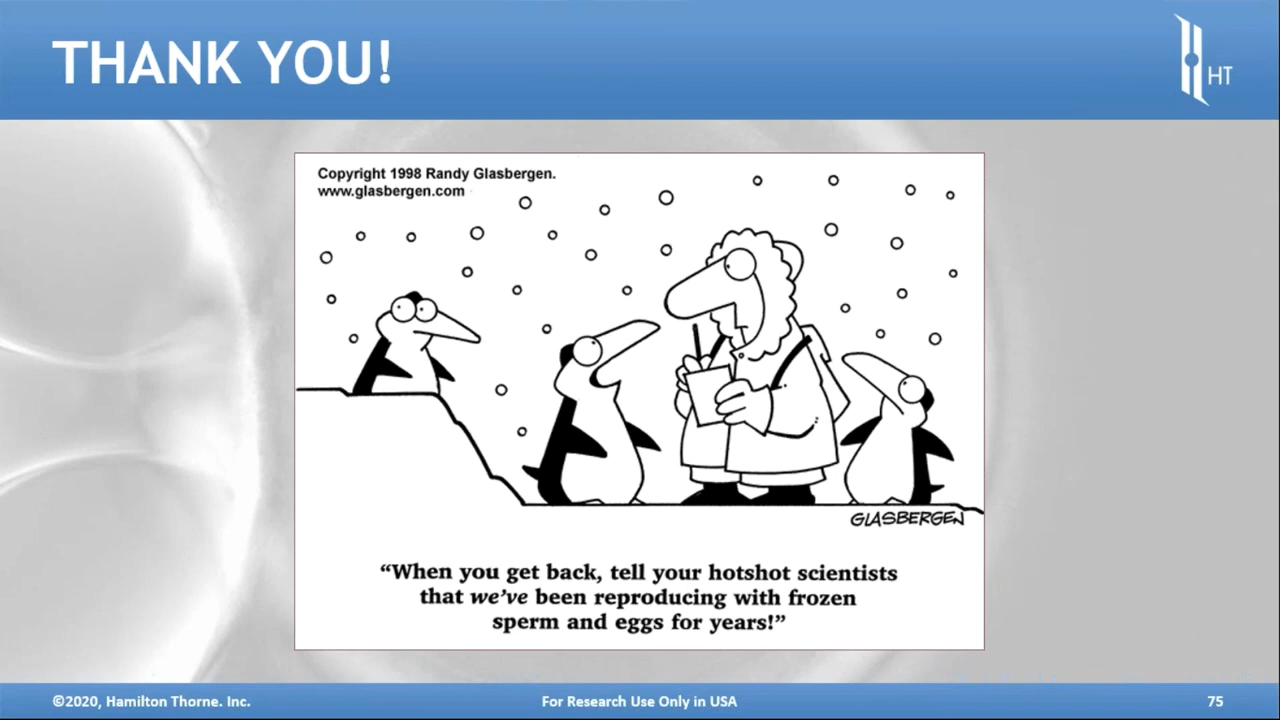 THANK YOU!
HT
Copyright 1998 Randy Glasbergen.
www.glasbergen.com
GLASBERGEN
“When you get back, tell your hotshot scientists
that we’ve been reproducing with frozen
sperm and eggs for years!”
©2020, Hamilton Thorne. Inc.
For Research Use Only in USA
75